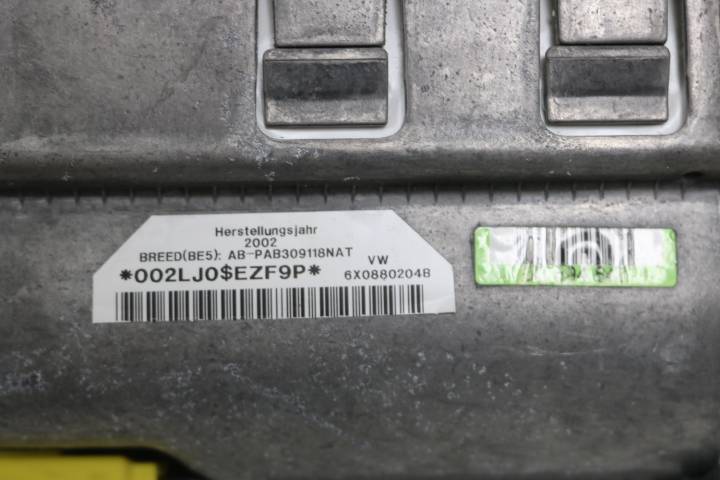 Herstellungsjahr
2002
BREED(BE5): AB-PAB309118NAT VW
*002LJ0$EZF9P* 6X0880204B